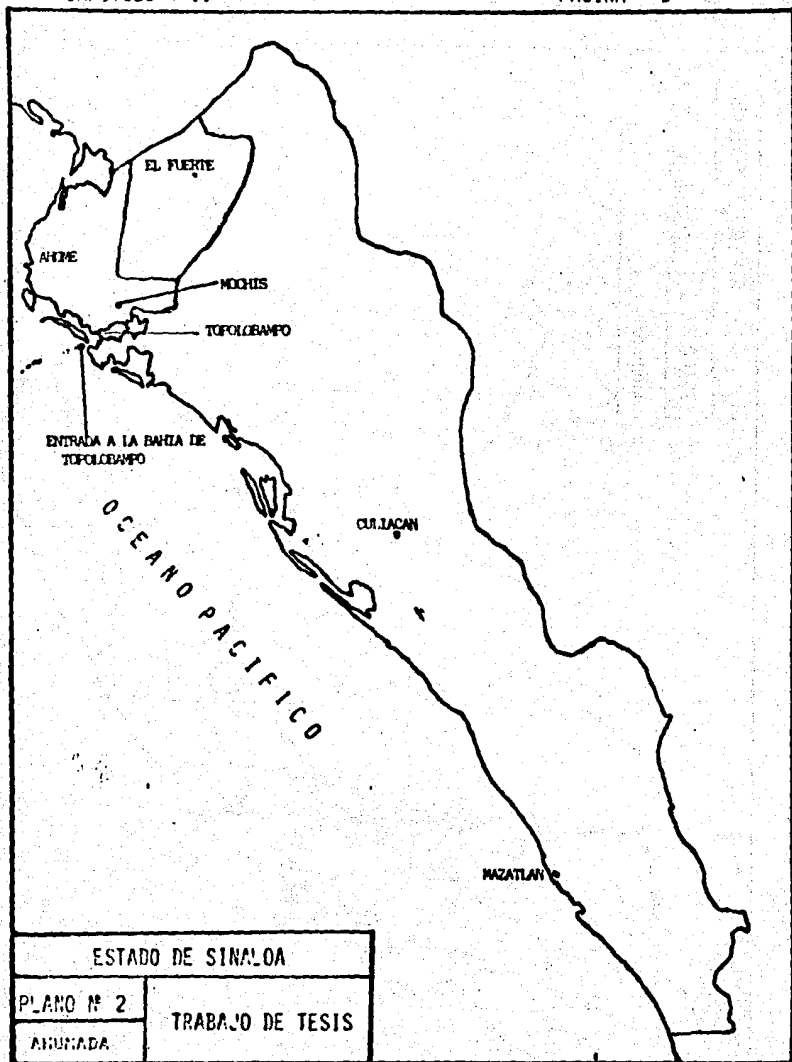 EL FUERTE
AHOME
MOCHIS
TOPOLOBAMPO
ENTRADA A LA BAHIA DE
TOPOLOBAMPO
CULIACAN
OCEANO PACIFICO
MAZATLAN
ESTADO DE SINALOA
PLANO Nº 2
TRABAJO DE TESIS
AHUMADA